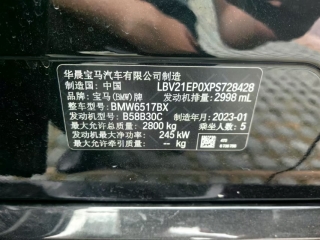 华晨宝马汽车有限公司制造
制造国：中国 LBV21EP0XPS728428
品牌：宝马(BMW)牌 发动机排量：2998 mL
整车型号：BMW6517BX
发动机型号：B58B30C 制造年月：2023-01
最大允许总质量：2800 kg 乘坐人数：5
发动机最大净功率：245 kW
最大允许牵引质量：-- kg